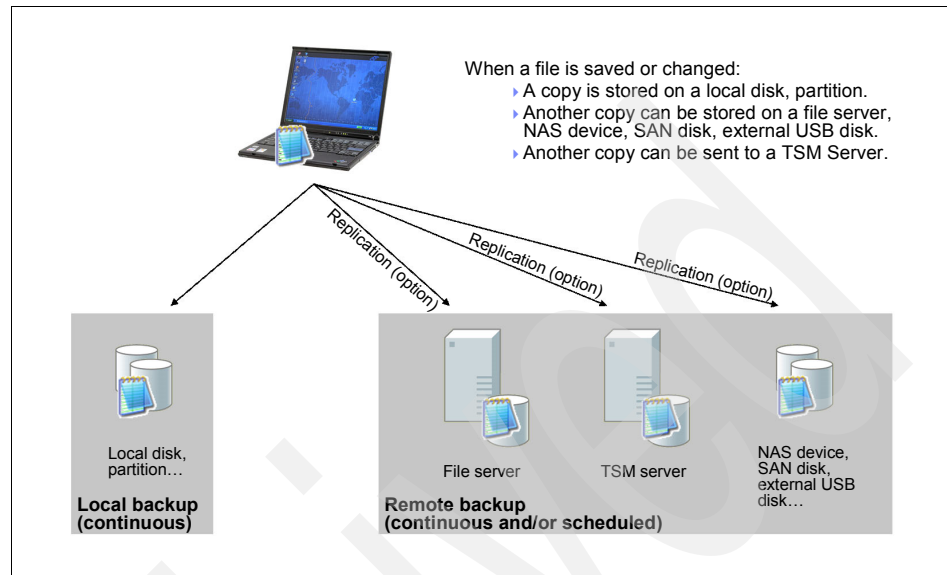 When a file is saved or changed:
A copy is stored on a local disk, partition.
Another copy can be stored on a file server,
NAS device, SAN disk, external USB disk.
Another copy can be sent to a TSM Server.
Replication (option)
Replication (option)
Replication (option)
Local disk,
partition…
Local backup
(continuous)
File server
TSM server
NAS device,
SAN disk,
external USB
disk…
Remote backup
(continuous and/or scheduled)